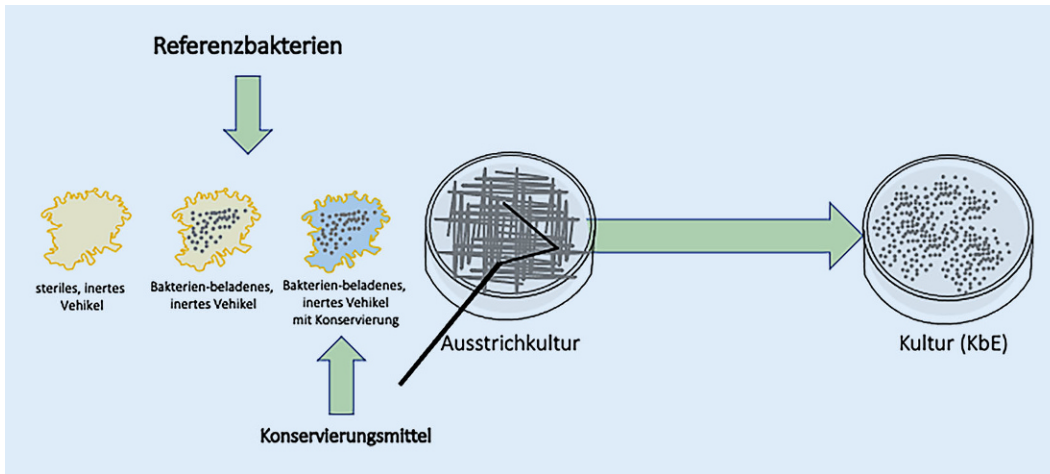 Referenzbakterien
steriles, inertes
Vehikel
Bakterien-beladenes,
inertes Vehikel
Bakterien-beladenes,
inertes Vehikel
mit Konservierung
Ausstrichkultur
Kultur (KbE)
Konservierungsmittel